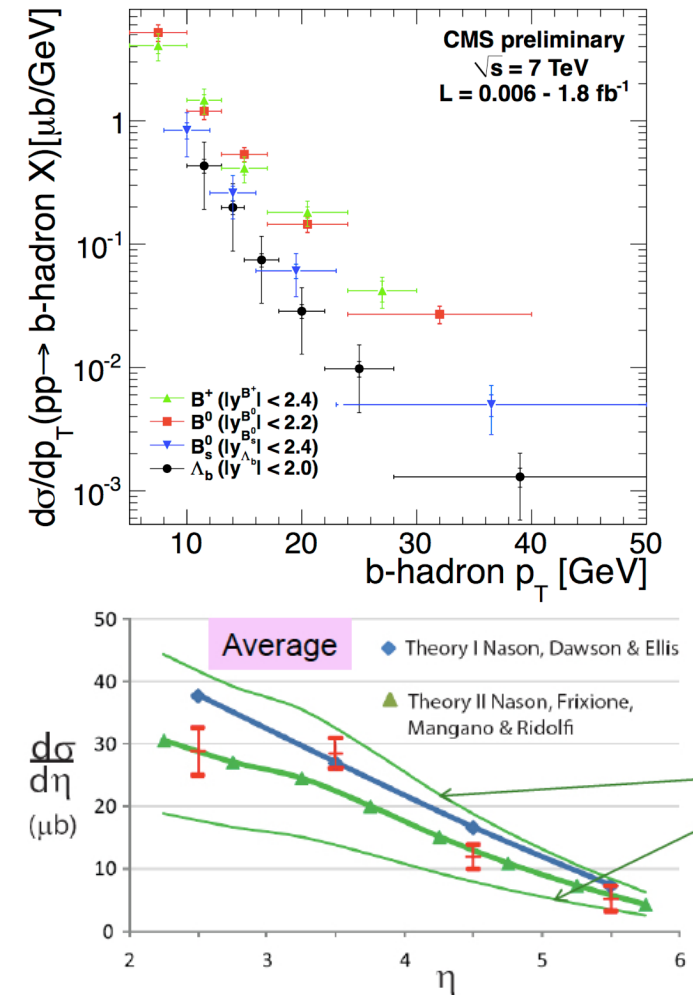 CMS preliminary
√s = 7 TeV
L = 0.006 - 1.8 fb⁻¹
dσ/dp_T(pp→ b-hadron X)[μb/GeV]
1
10⁻¹
10⁻²
10⁻³
B⁺ (|y^B⁺| < 2.4)
B⁰ (|y^B⁰| < 2.2)
B⁰_s (|y^B_s| < 2.4)
Λ_b (|y^Λ_b| < 2.0)
10 20 30 40 50
b-hadron p_T [GeV]
Average
Theory I Nason, Dawson & Ellis
Theory II Nason, Frixione,
Mangano & Ridolfi
dσ
dη
(μb)
50
40
30
20
10
0
2 3 4 5 6
η